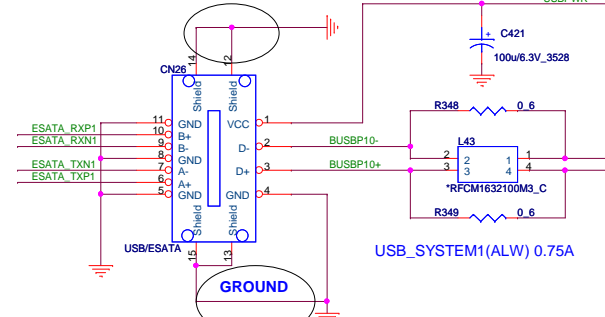 USBPWR
C421
100u/6.3V_3528
+
14
12
CN26
Shield
Shield
ESATA_RXP1
11
GND
VCC
1
ESATA_RXN1
10
B+
9
B-
D-
2
BUSBP10-
8
GND
ESATA_TXN1
7
A-
D+
3
BUSBP10+
ESATA_TXP1
6
A+
5
GND
GND
4
Shield
Shield
USB/ESATA
15
13
GROUND
R348
0_6
L43
2
2
1
1
3
3
4
4
*RFCM1632100M3_C
R349
0_6
USB_SYSTEM1(ALW) 0.75A